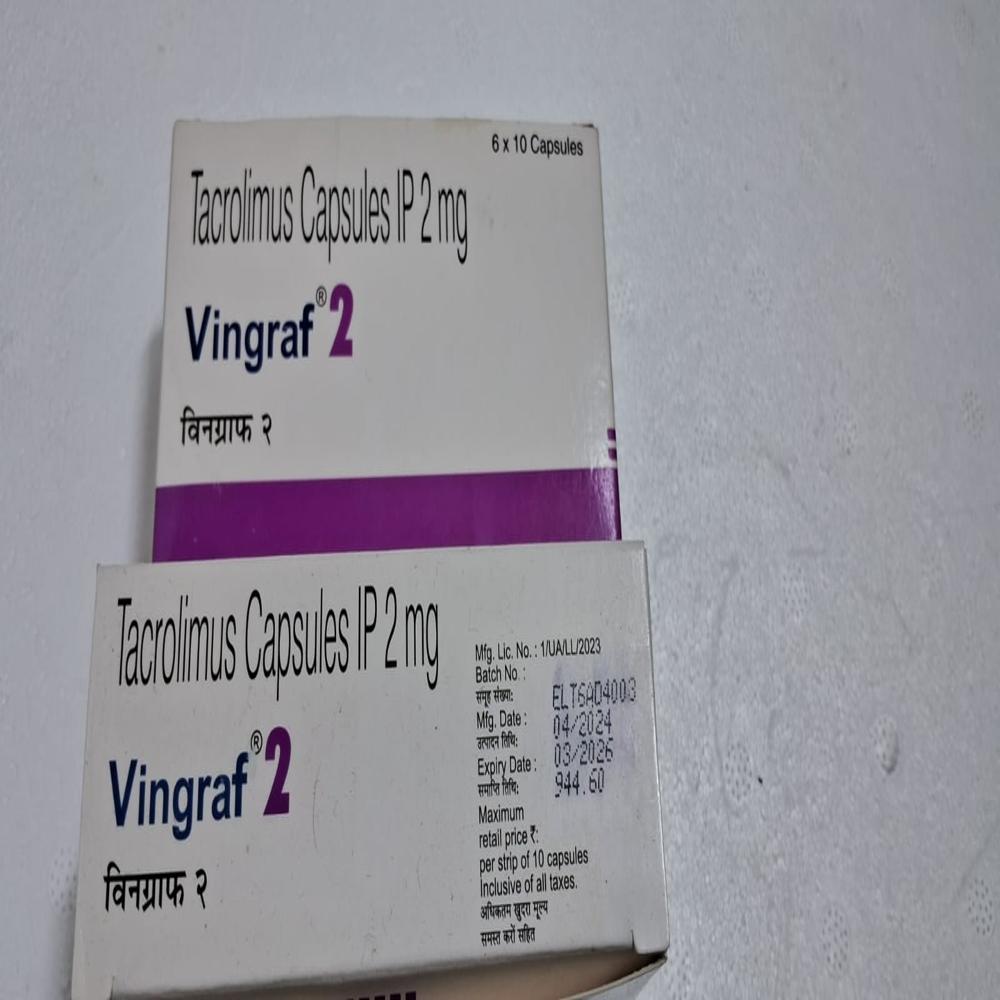 6 x 10 Capsules
Tacrolimus Capsules IP 2 mg
Vingraf® 2
विनग्राफ २
Tacrolimus Capsules IP 2 mg
Vingraf® 2
विनग्राफ २
Mfg. Lic. No. : 1/UA/LL/2023
Batch No. :
समूह संख्या: ELT6AD4003
Mfg. Date : 04/2024
उत्पादन तिथि:
Expiry Date : 03/2026
समाप्ति तिथि: 944.60
Maximum
retail price ₹:
per strip of 10 capsules
Inclusive of all taxes.
अधिकतम खुदरा मूल्य
समस्त करों सहित